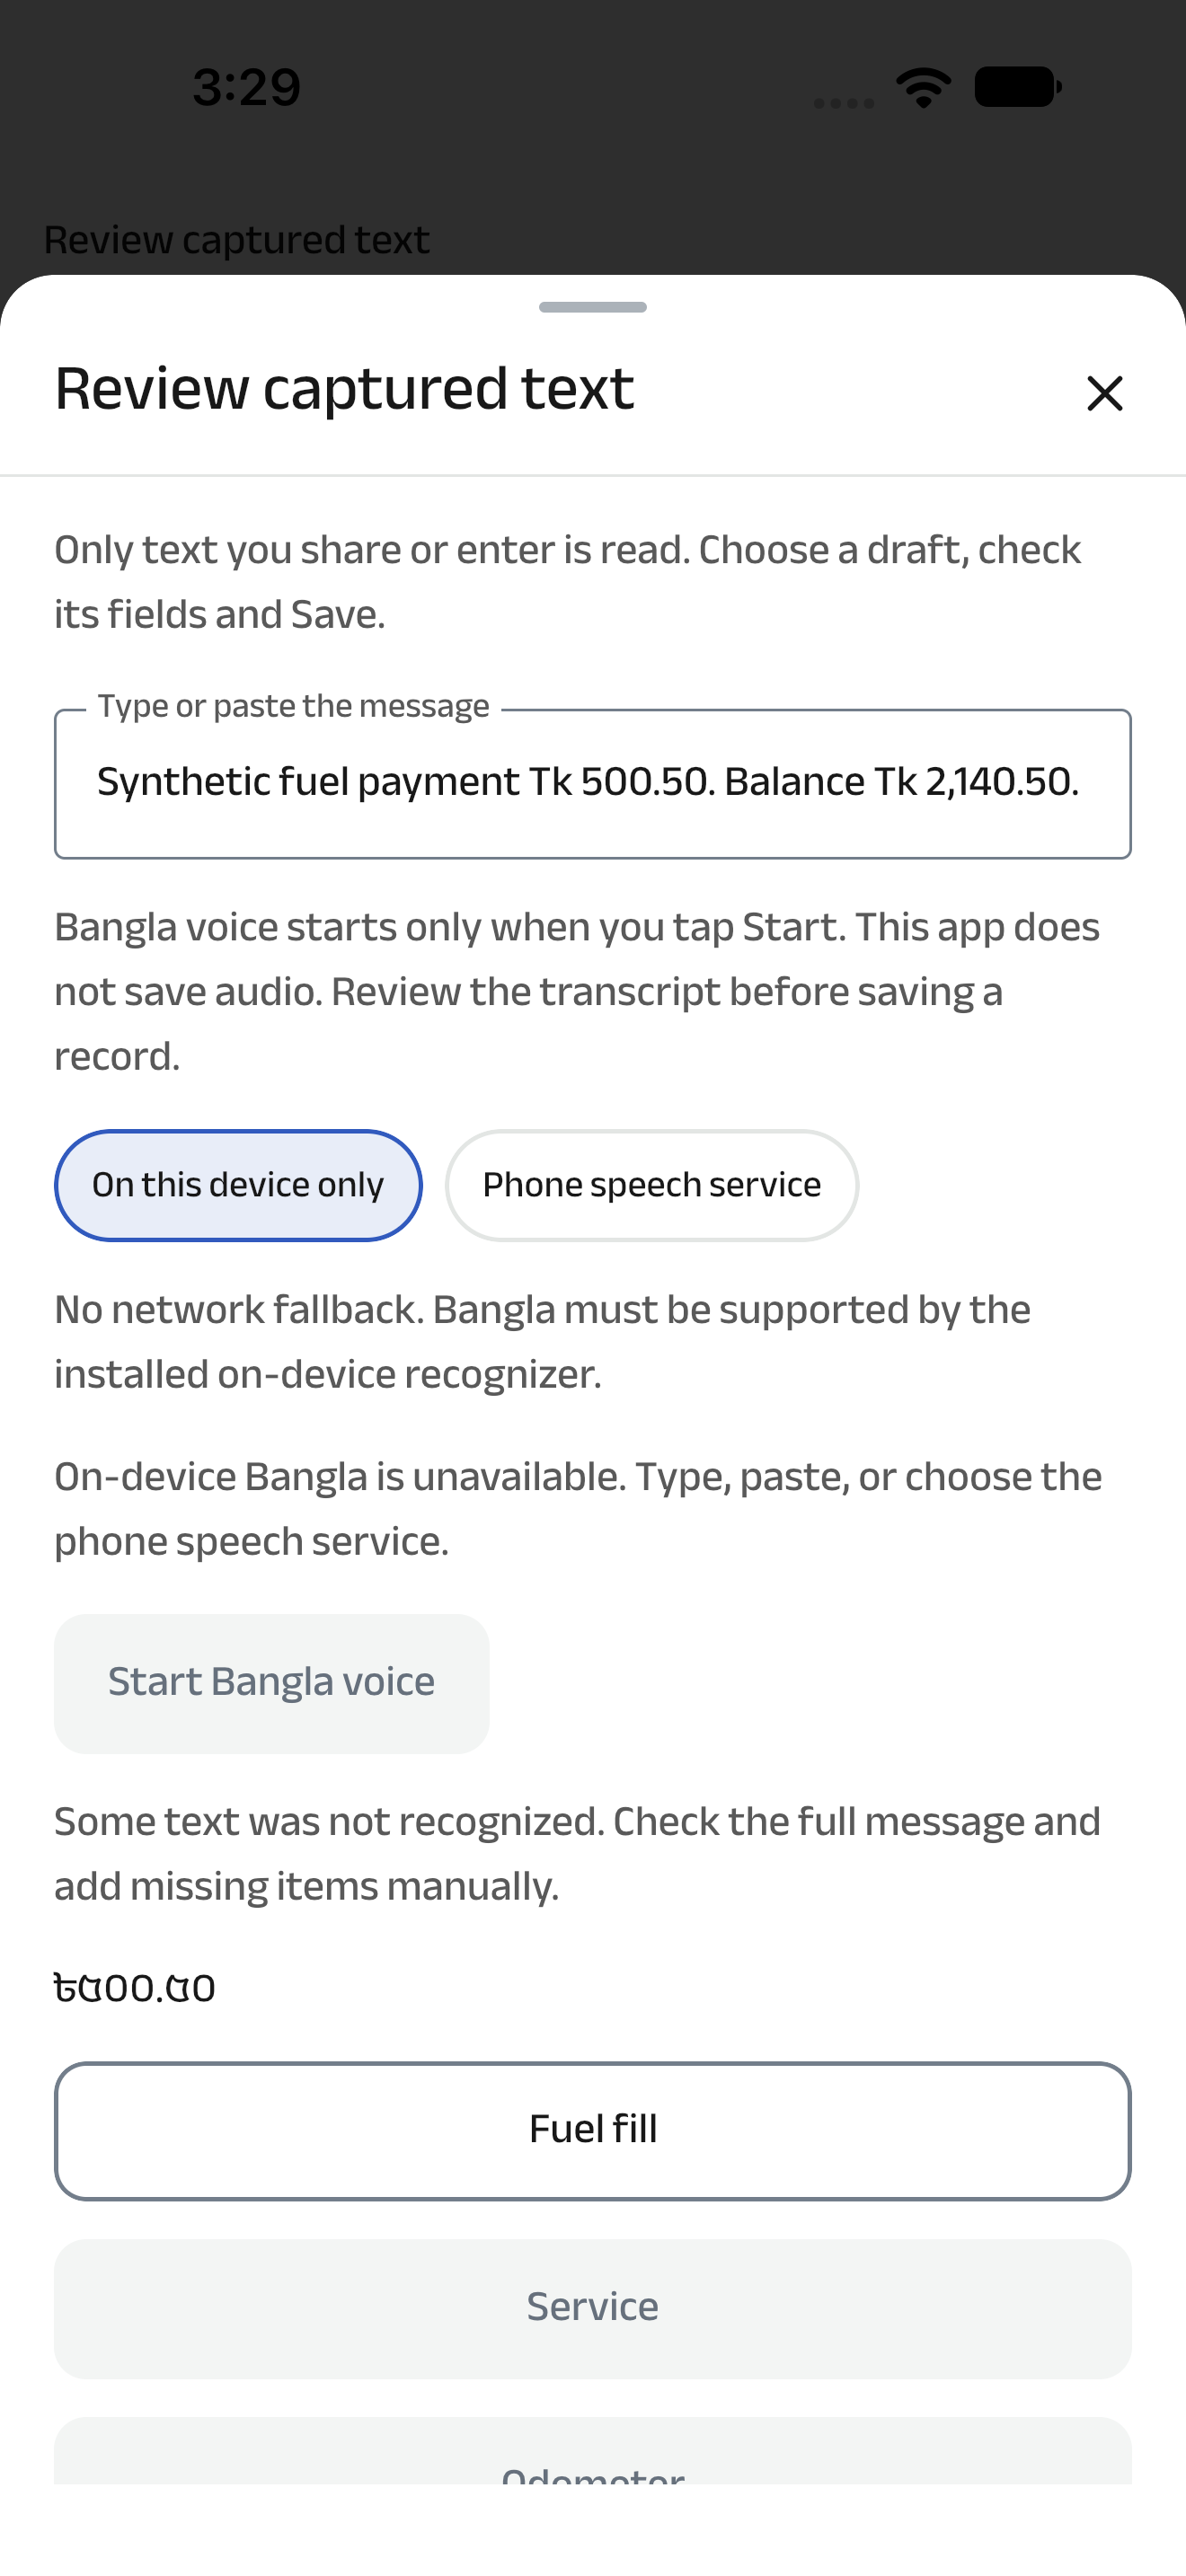 3:29
Review captured text
Review captured text
Only text you share or enter is read. Choose a draft, check
its fields and Save.
Type or paste the message
Synthetic fuel payment Tk 500.50. Balance Tk 2,140.50.
Bangla voice starts only when you tap Start. This app does
not save audio. Review the transcript before saving a
record.
On this device only
Phone speech service
No network fallback. Bangla must be supported by the
installed on-device recognizer.
On-device Bangla is unavailable. Type, paste, or choose the
phone speech service.
Start Bangla voice
Some text was not recognized. Check the full message and
add missing items manually.
৳৫০০.৫০
Fuel fill
Service
Odometer